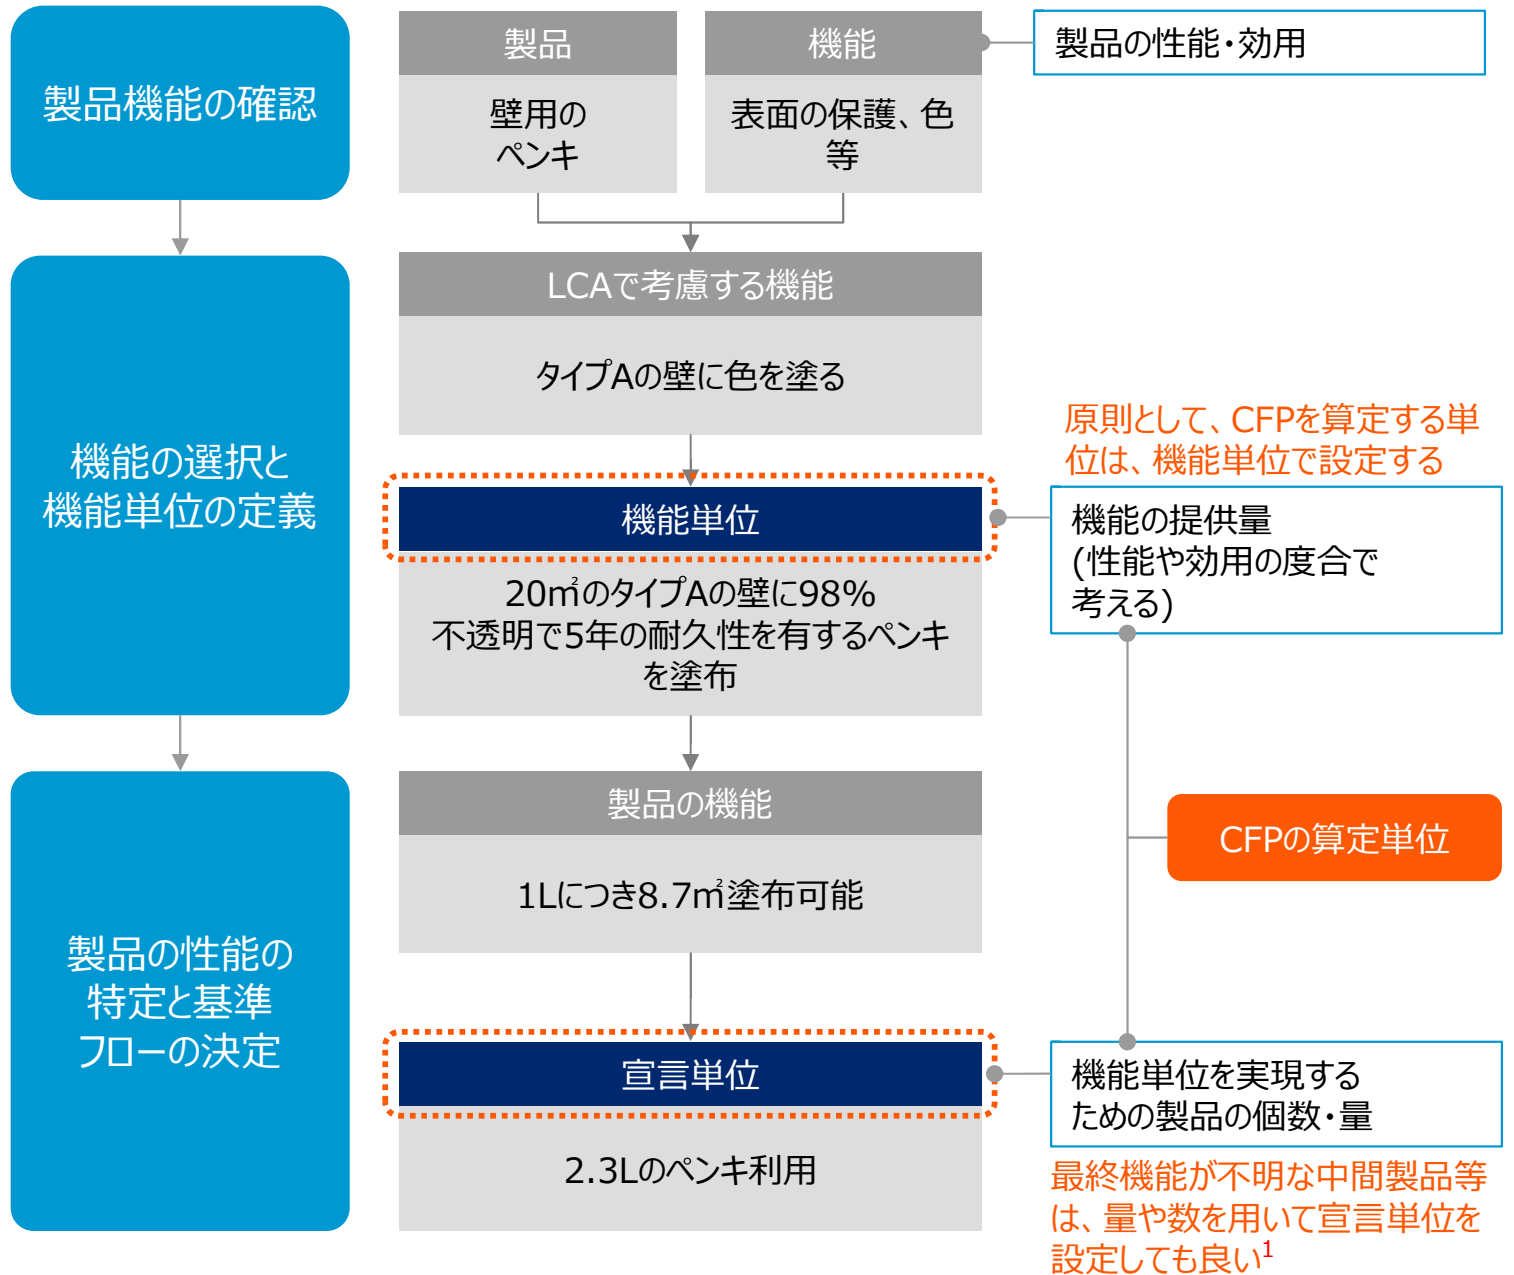 製品機能の確認
製品
壁用の
ペンキ
機能
表面の保護、色
等
製品の性能・効用
機能の選択と
機能単位の定義
LCAで考慮する機能
タイプAの壁に色を塗る
機能単位
20㎡のタイプAの壁に98%
不透明で5年の耐久性を有するペンキ
を塗布
原則として、CFPを算定する単
位は、機能単位で設定する
機能の提供量
(性能や効用の度合で
考える)
CFPの算定単位
製品の性能の
特定と基準
フローの決定
製品の機能
1Lにつき8.7㎡塗布可能
宣言単位
2.3Lのペンキ利用
機能単位を実現する
ための製品の個数・量
最終機能が不明な中間製品等
は、量や数を用いて宣言単位を
設定しても良い1